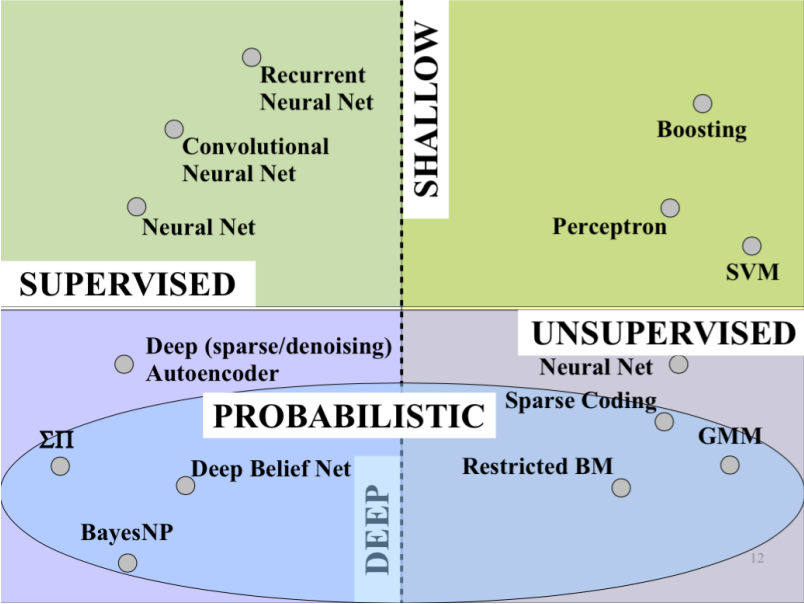 SHALLOW
Recurrent
Neural Net
Boosting
Convolutional
Neural Net
Neural Net
Perceptron
SVM
SUPERVISED
UNSUPERVISED
Deep (sparse/denoising)
Autoencoder
Neural Net
Sparse Coding
PROBABILISTIC
GMM
ΣΠ
Deep Belief Net
Restricted BM
DEEP
BayesNP
12